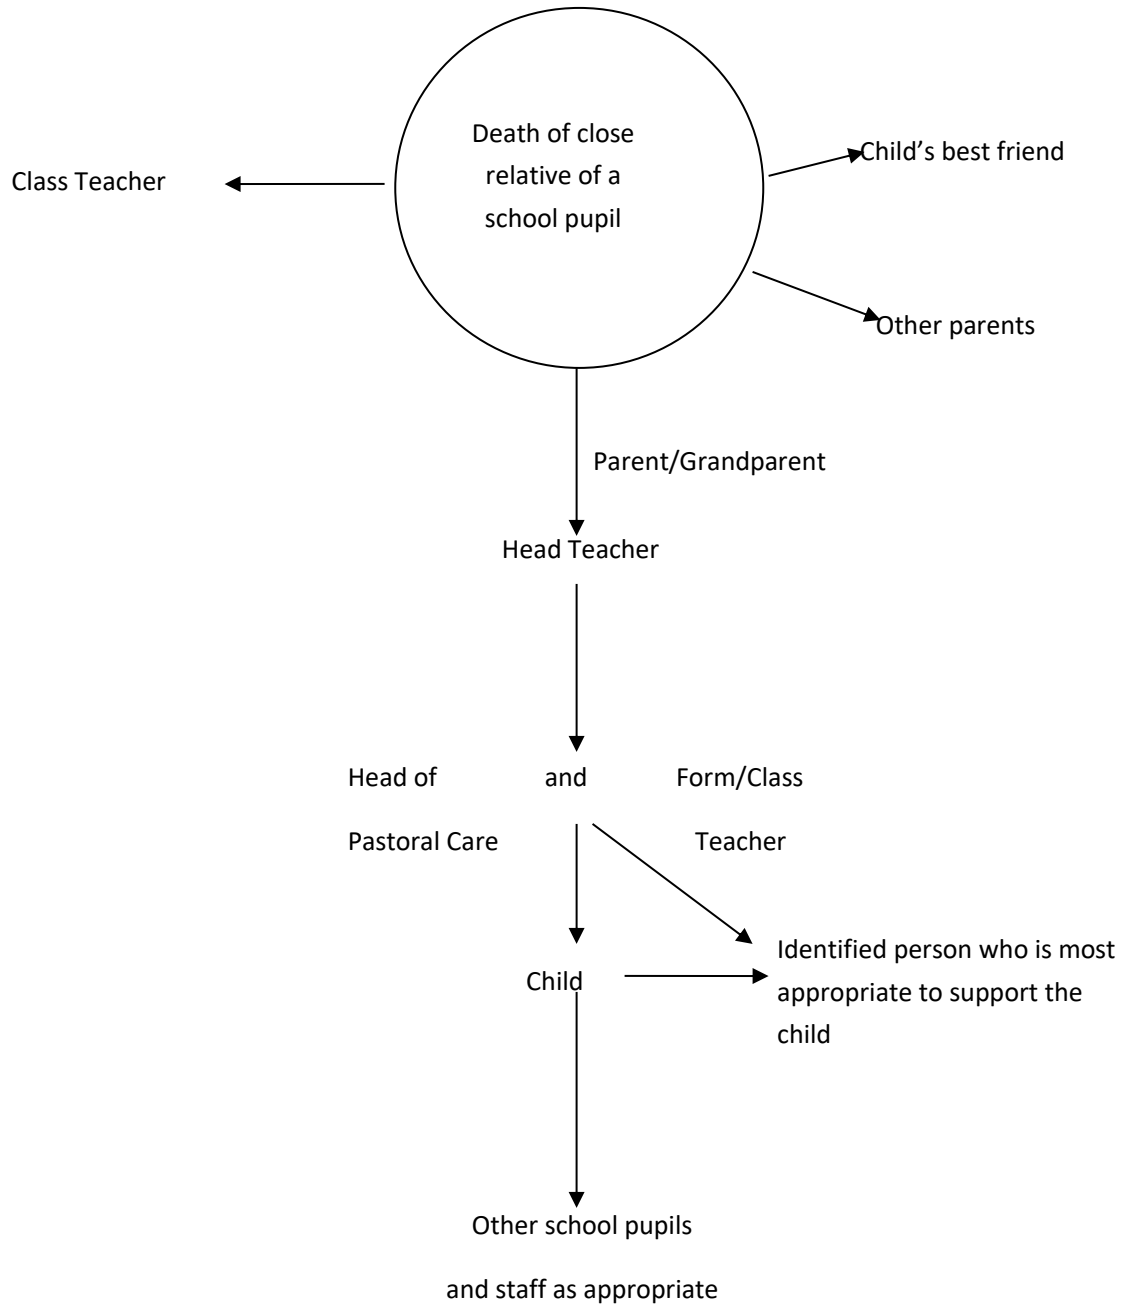 Death of close
relative of a
school pupil
Class Teacher
Child’s best friend
Other parents
Parent/Grandparent
Head Teacher
Head of and Form/Class
Pastoral Care Teacher
Child
Identified person who is most
appropriate to support the
child
Other school pupils
and staff as appropriate